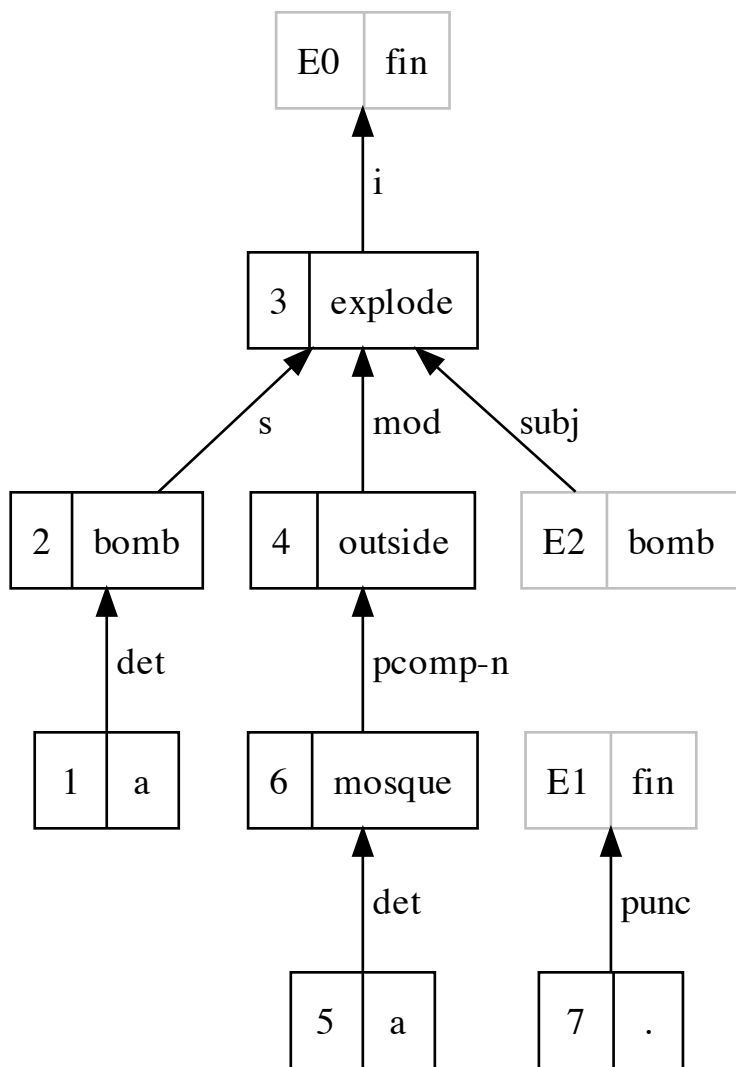 E0 fin
i
3 explode
s mod subj
2 bomb 4 outside E2 bomb
det pcomp-n
1 a 6 mosque E1 fin
det punc
5 a 7 .